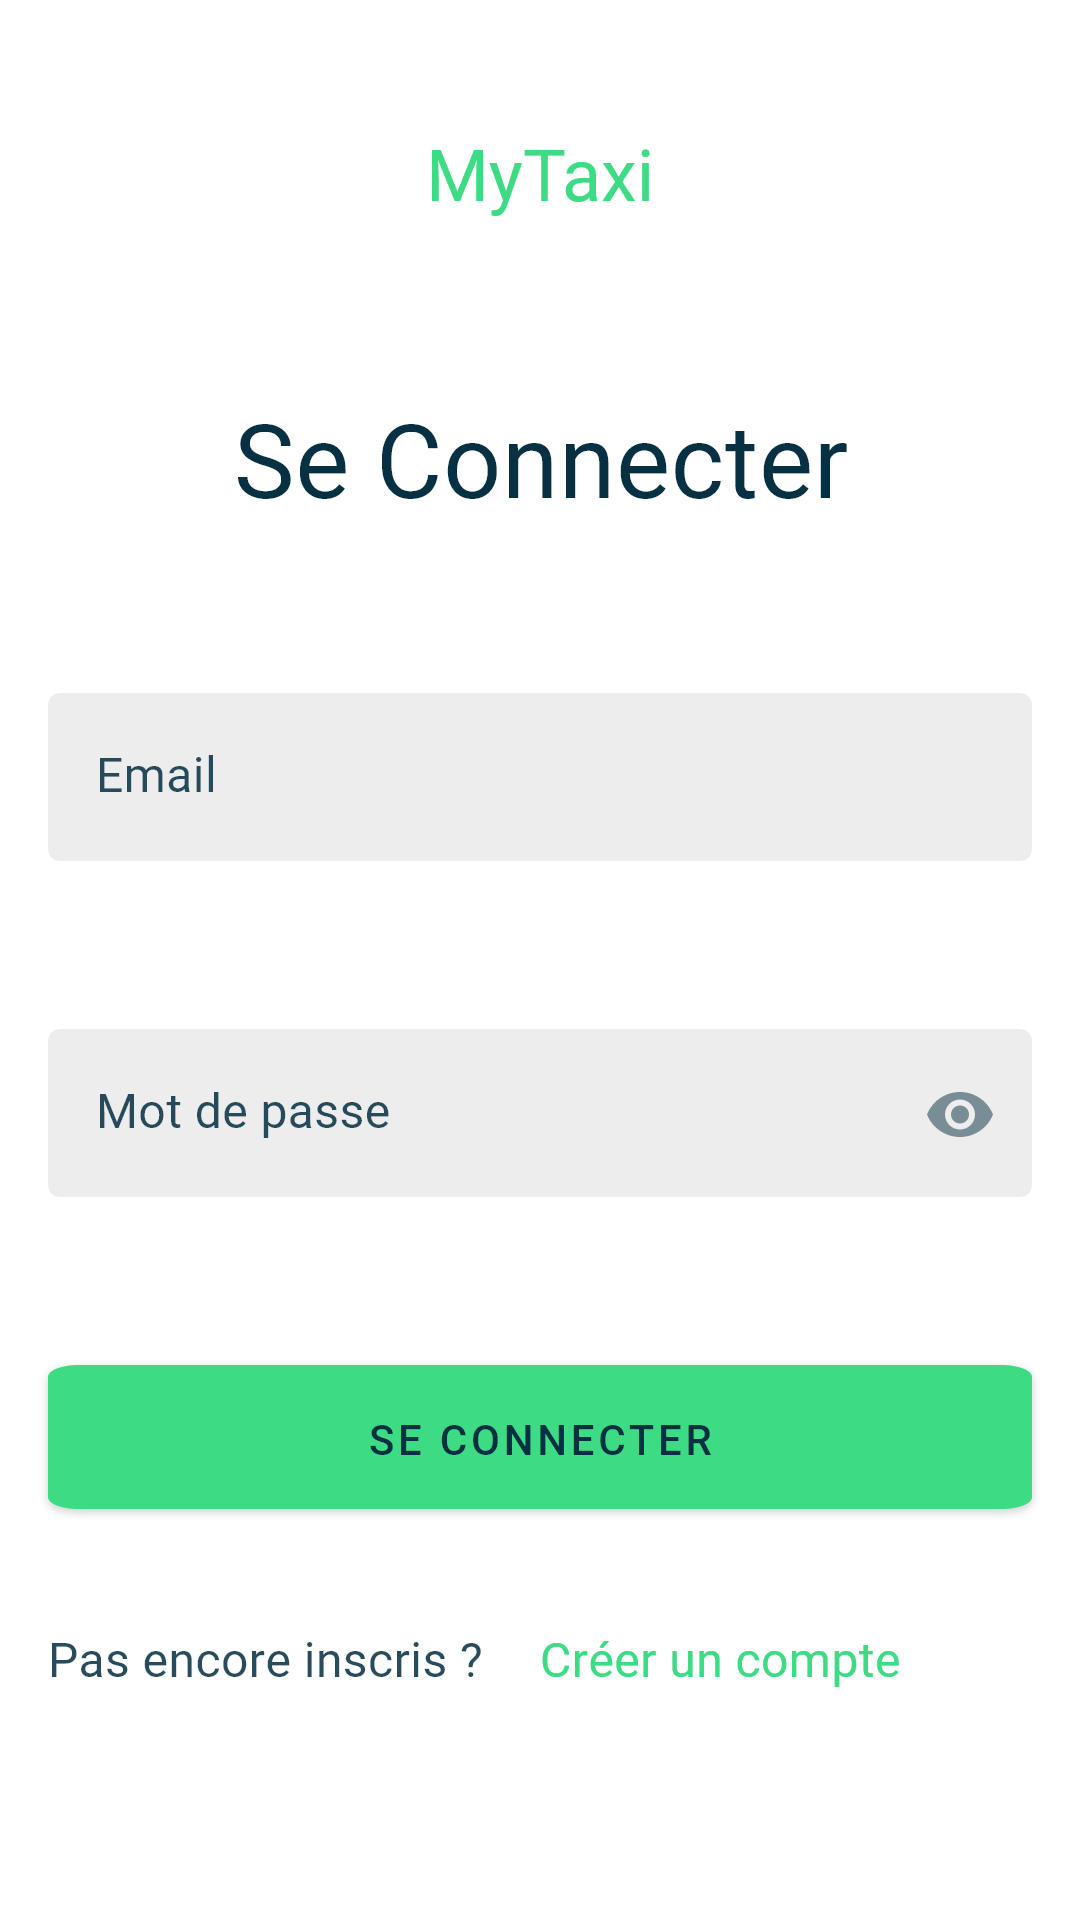 MyTaxi
Se Connecter
Email
Mot de passe
SE CONNECTER
Pas encore inscris ? Créer un compte